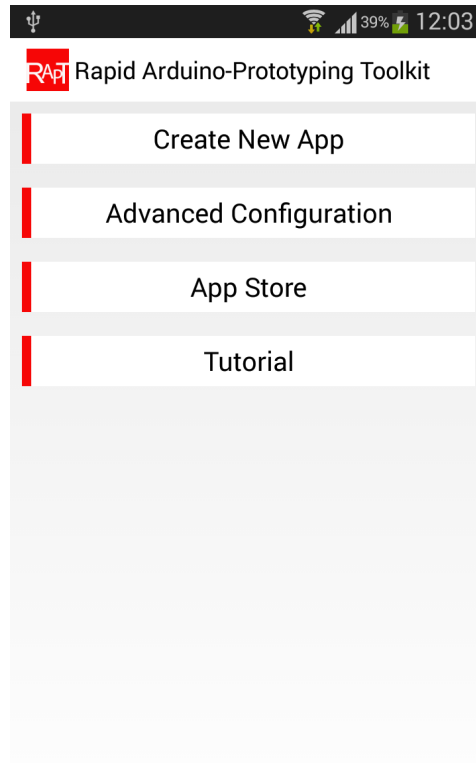 39% 12:03
RAPT Rapid Arduino-Prototyping Toolkit
Create New App
Advanced Configuration
App Store
Tutorial